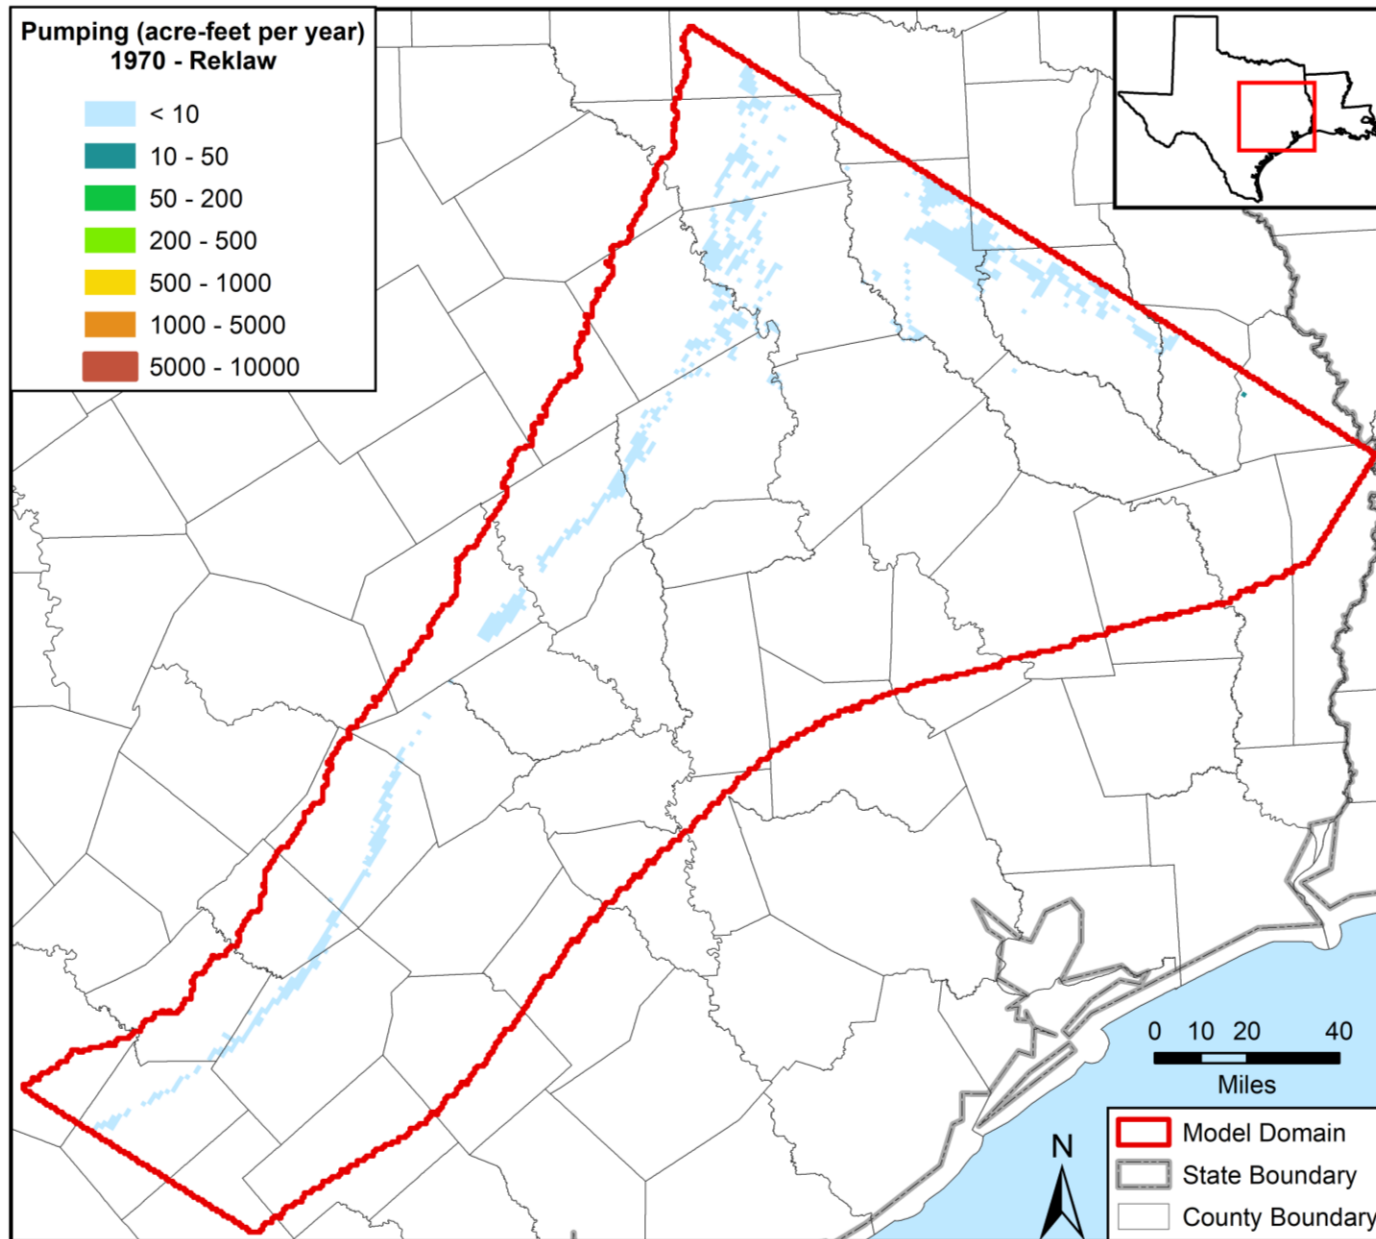 Pumping (acre-feet per year)
1970 - Reklaw
< 10
10 - 50
50 - 200
200 - 500
500 - 1000
1000 - 5000
5000 - 10000
0 10 20 40
Miles
N
Model Domain
State Boundary
County Boundary